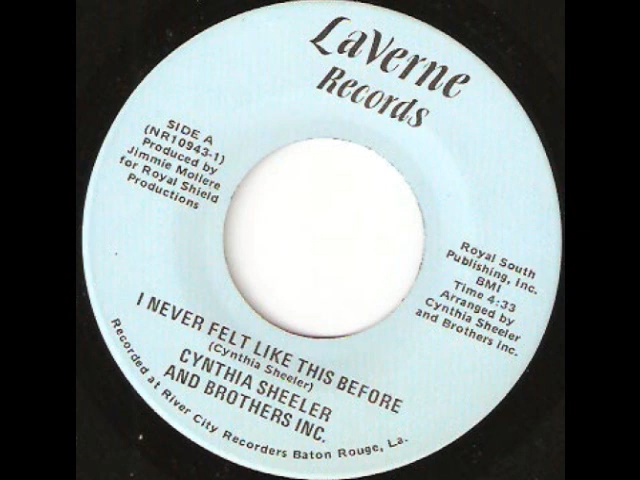 LaVerne
Records
SIDE A
(NR10943-1)
Produced by
Jimmie Mollere
for Royal Shield
Productions
Royal South
Publishing, Inc.
BMI
Time 4:33
Arranged by
Cynthia Sheeler
and Brothers Inc.
I NEVER FELT LIKE THIS BEFORE
(Cynthia Sheeler)
CYNTHIA SHEELER
AND BROTHERS INC.
Recorded at River City Recorders Baton Rouge, La.